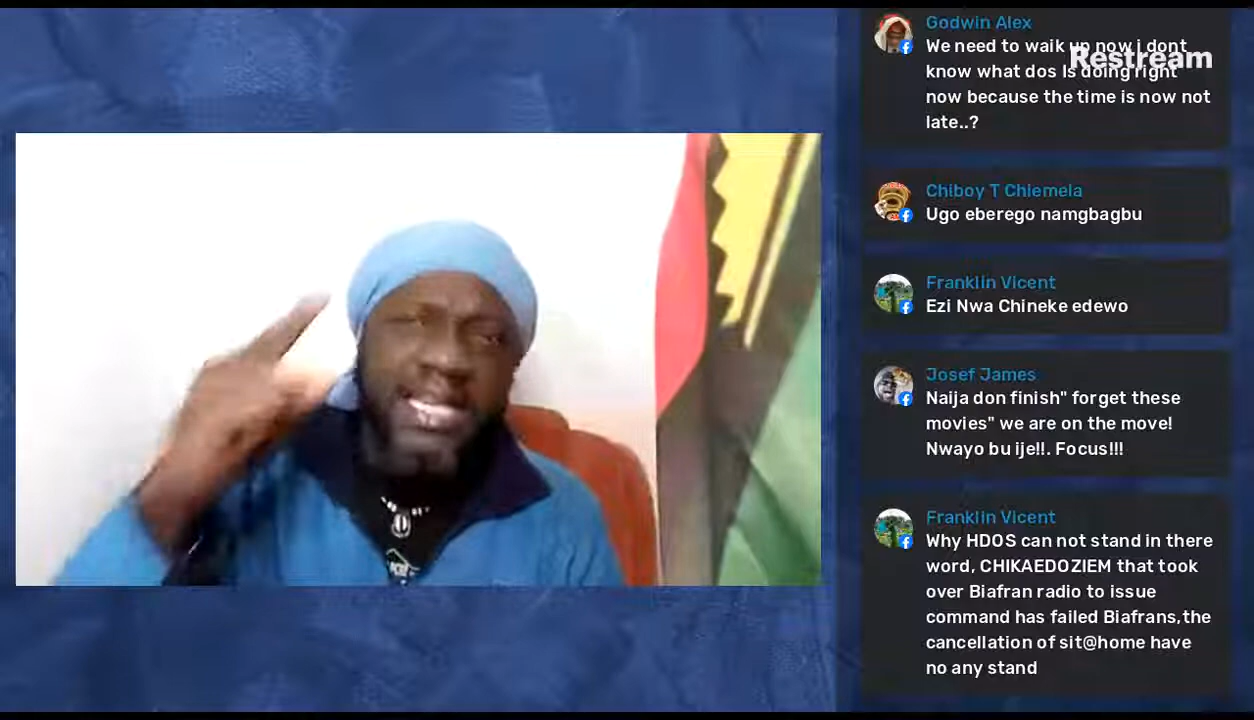 Godwin Alex
We need to waik up now i dont
know what dos Is doing right
now because the time is now not
late..?
Restream
Chiboy T Chiemela
Ugo eberego namgbagbu
Franklin Vicent
Ezi Nwa Chineke edewo
Josef James
Naija don finish" forget these
movies" we are on the move!
Nwayo bu ije!!. Focus!!!
Franklin Vicent
Why HDOS can not stand in there
word, CHIKAEDOZIEM that took
over Biafran radio to issue
command has failed Biafrans,the
cancellation of sit@home have
no any stand